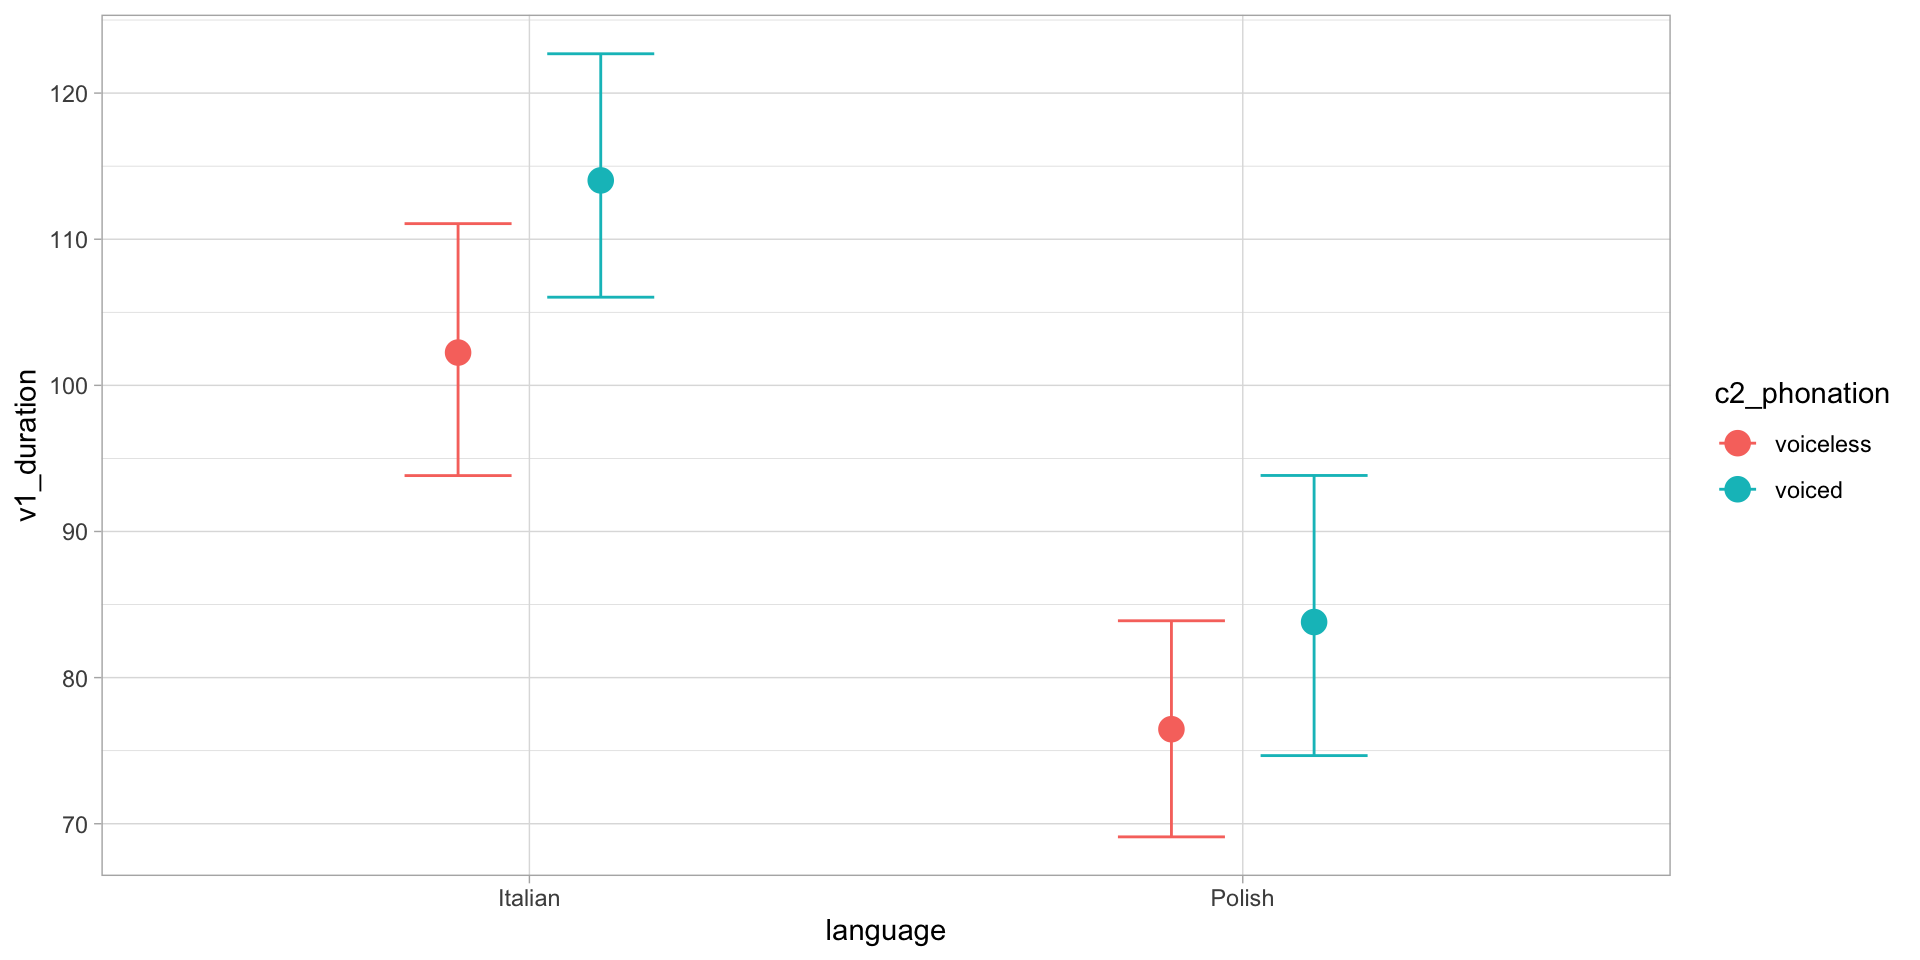 120
110
100
90
80
70
v1_duration
Italian
Polish
language
c2_phonation
voiceless
voiced